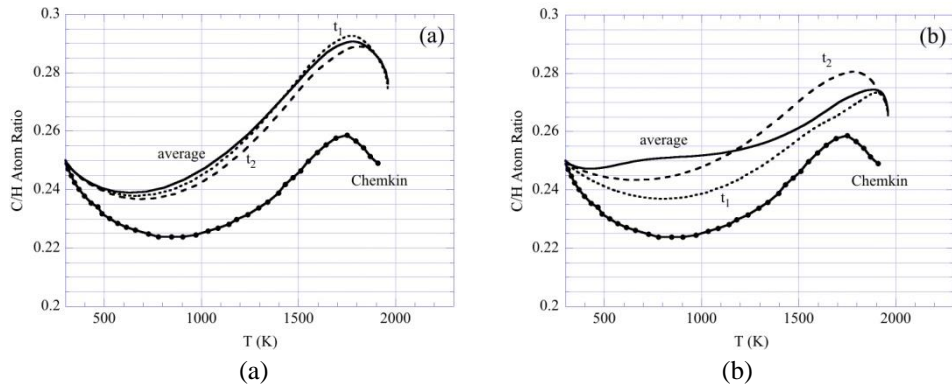 0.3
0.28
0.26
0.24
0.22
0.2
C/H Atom Ratio
500
1000
1500
2000
T (K)
(a)
t1
average
t2
Chemkin
(a)
0.3
0.28
0.26
0.24
0.22
0.2
C/H Atom Ratio
500
1000
1500
2000
T (K)
(b)
t2
average
t1
Chemkin
(b)